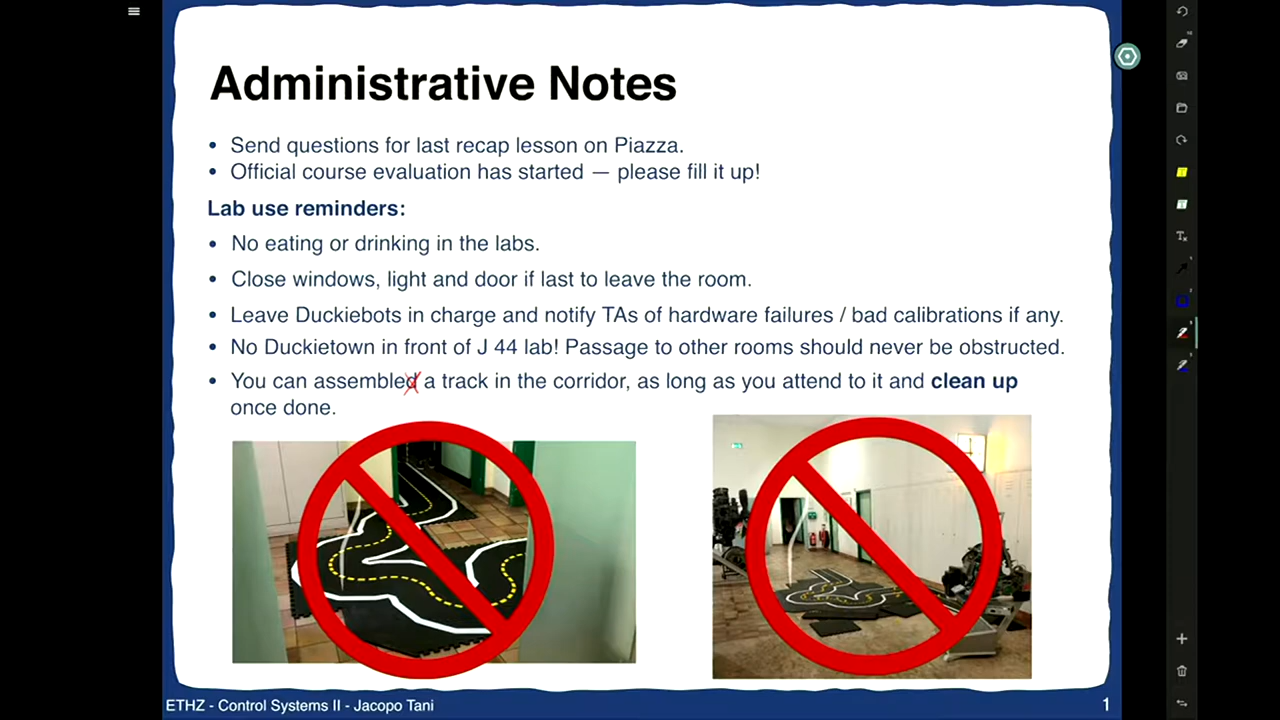 Administrative Notes
• Send questions for last recap lesson on Piazza.
• Official course evaluation has started — please fill it up!
Lab use reminders:
• No eating or drinking in the labs.
• Close windows, light and door if last to leave the room.
• Leave Duckiebots in charge and notify TAs of hardware failures / bad calibrations if any.
• No Duckietown in front of J 44 lab! Passage to other rooms should never be obstructed.
• You can assembled a track in the corridor, as long as you attend to it and clean up
once done.
ETHZ - Control Systems II - Jacopo Tani
1